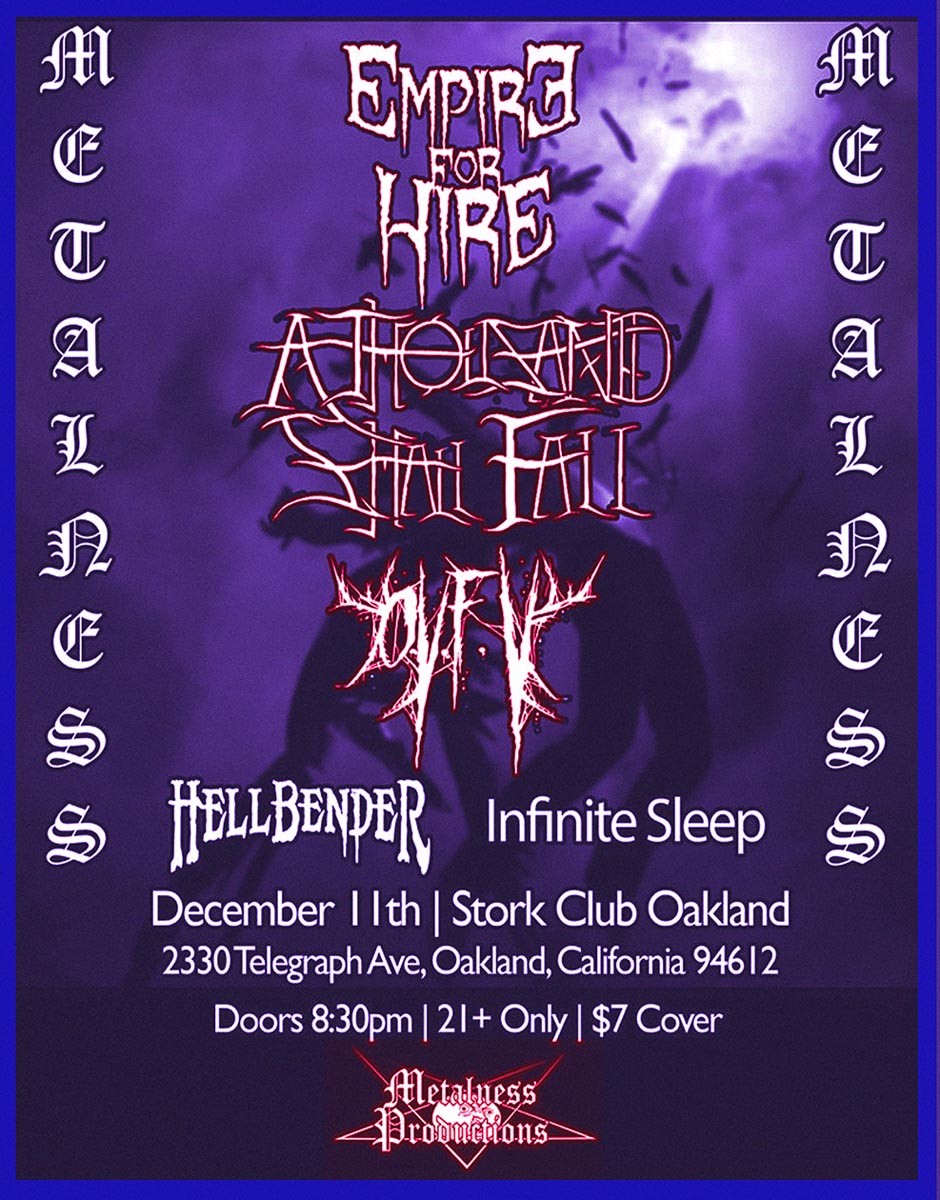 METALNESS
EMPIRE
FOR
HIRE
A THOUSAND
SHALL FALL
O.V.F.V
HELLBENDER
Infinite Sleep
METALNESS
December 11th | Stork Club Oakland
2330 Telegraph Ave, Oakland, California 94612
Doors 8:30pm | 21+ Only | $7 Cover
Metalness
Productions